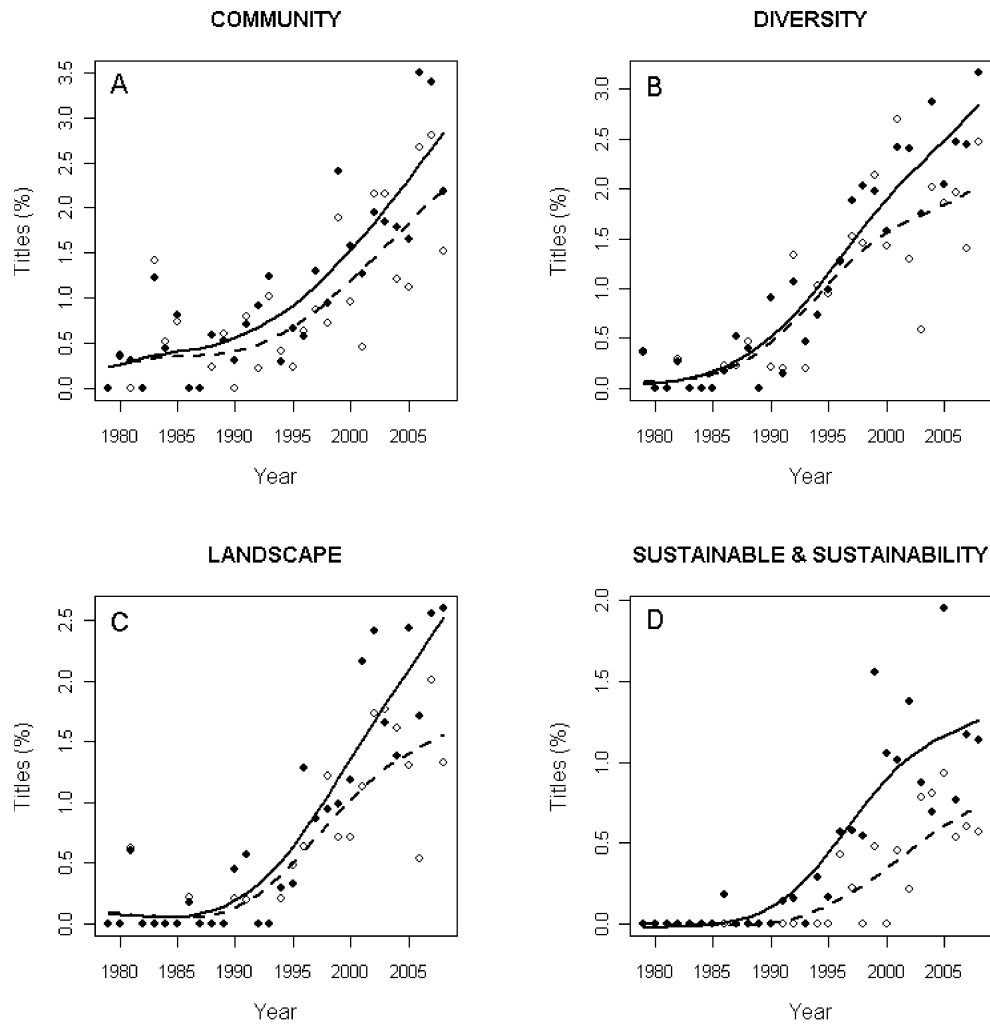 COMMUNITY
A
Titles (%)
0.0 0.5 1.0 1.5 2.0 2.5 3.0 3.5
1980 1985 1990 1995 2000 2005
Year
DIVERSITY
B
Titles (%)
0.0 0.5 1.0 1.5 2.0 2.5 3.0
1980 1985 1990 1995 2000 2005
Year
LANDSCAPE
C
Titles (%)
0.0 0.5 1.0 1.5 2.0 2.5
1980 1985 1990 1995 2000 2005
Year
SUSTAINABLE & SUSTAINABILITY
D
Titles (%)
0.0 0.5 1.0 1.5 2.0
1980 1985 1990 1995 2000 2005
Year